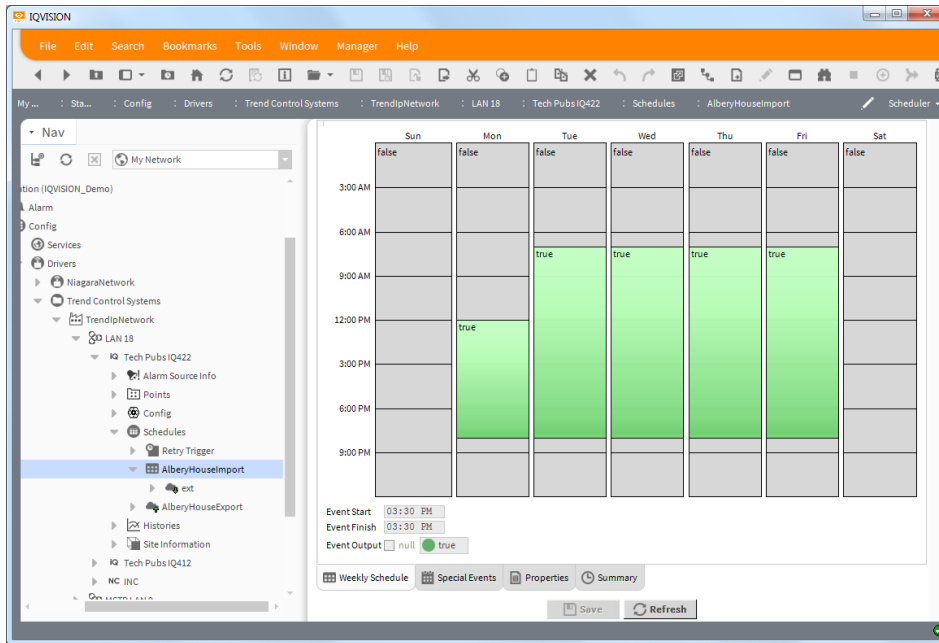 IQVISION
File Edit Search Bookmarks Tools Window Manager Help
My ... : Sta... : Config : Drivers : Trend Control Systems : TrendIpNetwork : LAN 18 : Tech Pubs IQ422 : Schedules : AlberyHouseImport Scheduler
Nav
My Network
tion (IQVISION_Demo)
Alarm
Config
Services
Drivers
NiagaraNetwork
Trend Control Systems
TrendIpNetwork
LAN 18
IQ Tech Pubs IQ422
Alarm Source Info
Points
Config
Schedules
Retry Trigger
AlberyHouseImport
ext
AlberyHouseExport
Histories
Site Information
IQ Tech Pubs IQ412
NC INC
Sun Mon Tue Wed Thu Fri Sat
false false false false false false false
3:00 AM
6:00 AM
true true true true
9:00 AM
12:00 PM
true
3:00 PM
6:00 PM
9:00 PM
Event Start 03:30 PM
Event Finish 03:30 PM
Event Output null true
Weekly Schedule Special Events Properties Summary
Save Refresh